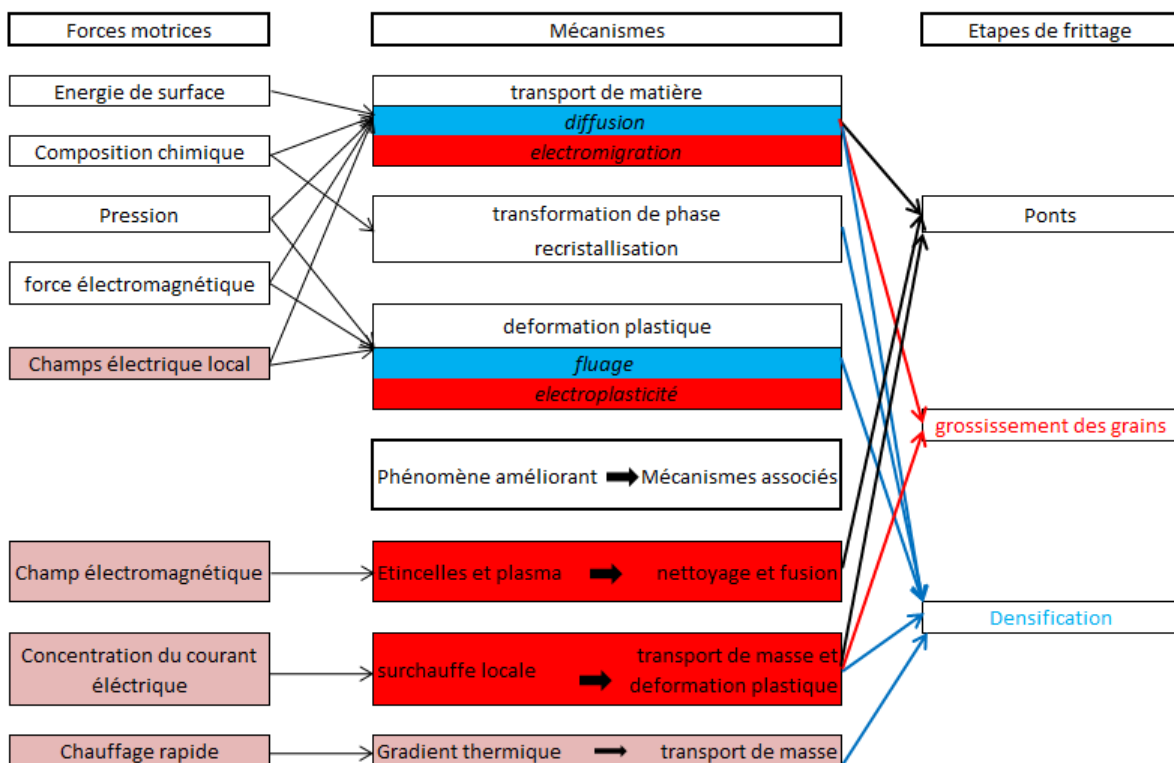 Forces motrices
Mécanismes
Etapes de frittage
Energie de surface
transport de matière
diffusion
Composition chimique
electromigration
Pression
transformation de phase
recristallisation
Ponts
force électromagnétique
deformation plastique
Champs électrique local
fluage
electroplasticité
grossissement des grains
Phénomène améliorant
Mécanismes associés
Champ électromagnétique
Etincelles et plasma
nettoyage et fusion
Densification
Concentration du courant
éléctrique
surchauffe locale
transport de masse et
deformation plastique
Chauffage rapide
Gradient thermique
transport de masse